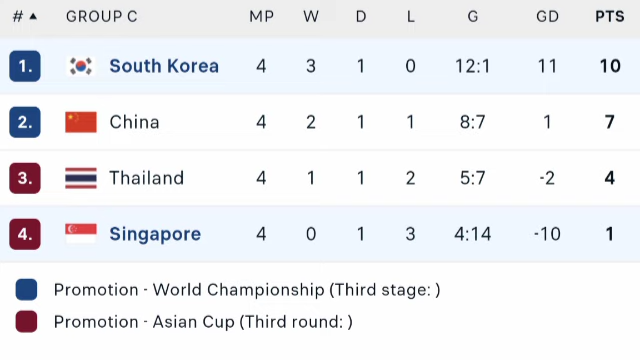 # ▲ GROUP C MP W D L G GD PTS
1. South Korea 4 3 1 0 12:1 11 10
2. China 4 2 1 1 8:7 1 7
3. Thailand 4 1 1 2 5:7 -2 4
4. Singapore 4 0 1 3 4:14 -10 1
Promotion - World Championship (Third stage: )
Promotion - Asian Cup (Third round: )